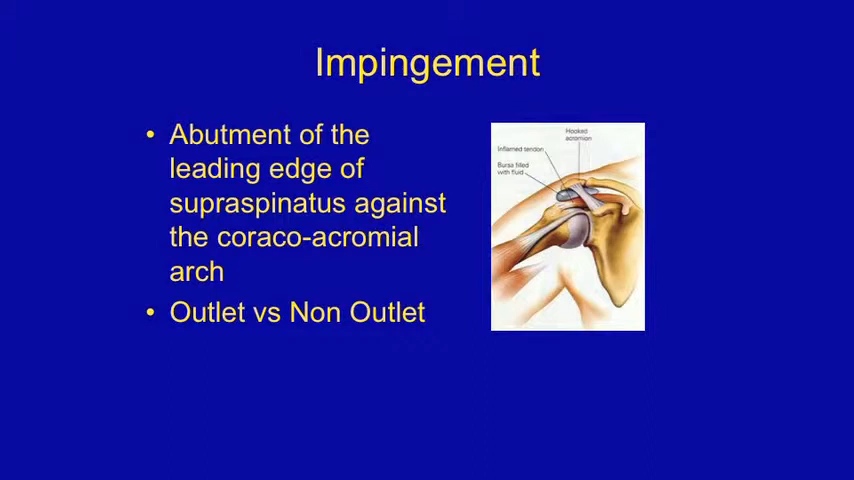 Impingement
• Abutment of the
leading edge of
supraspinatus against
the coraco-acromial
arch
• Outlet vs Non Outlet
Hooked
acromion
Inflamed tendon
Bursa filled
with fluid